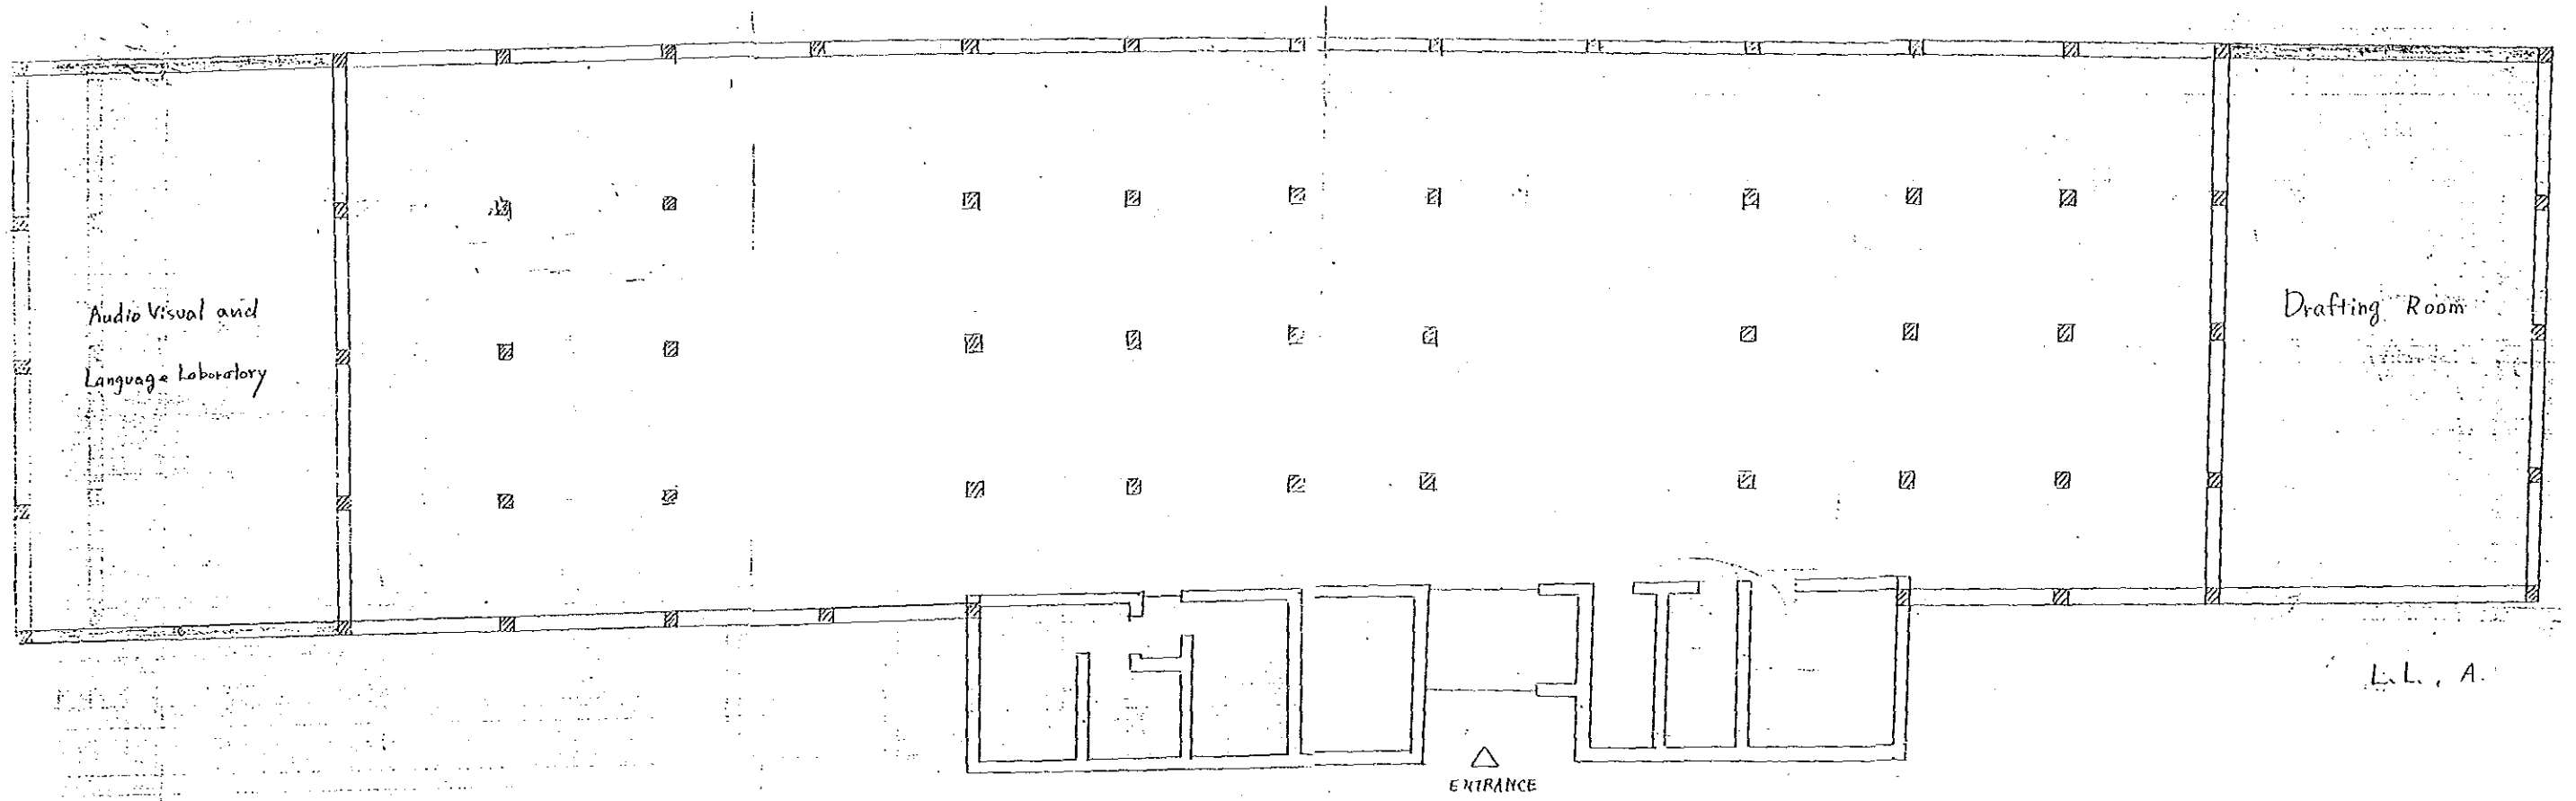 Audio Visual and
Language Laboratory
Drafting Room
L.L., A.
ENTRANCE